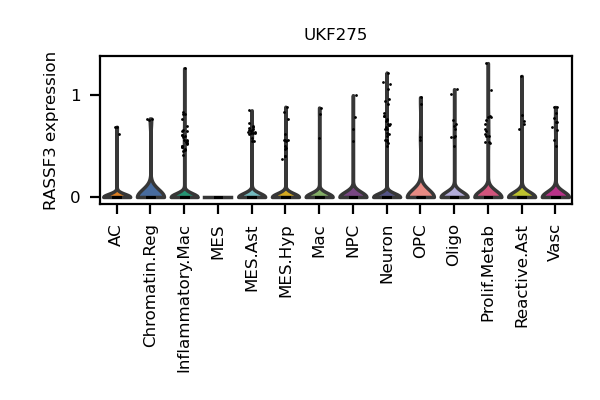 UKF275
RASSF3 expression
1
0
AC
Chromatin.Reg
Inflammatory.Mac
MES
MES.Ast
MES.Hyp
Mac
NPC
Neuron
OPC
Oligo
Prolif.Metab
Reactive.Ast
Vasc